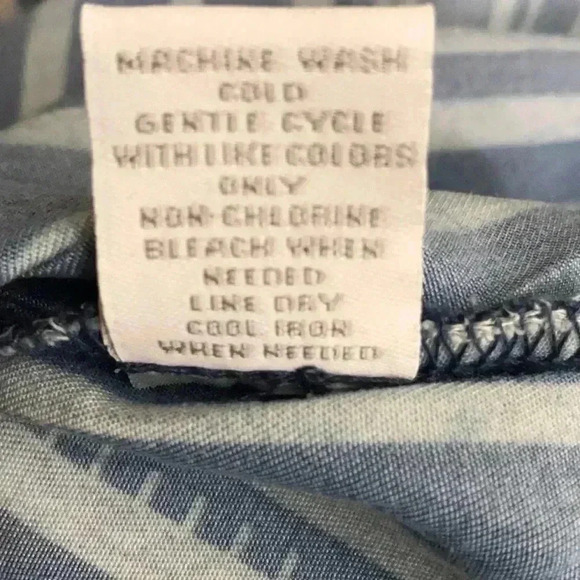 MACHINE WASH
COLD
GENTLE CYCLE
WITH LIKE COLORS
ONLY
NON-CHLORINE
BLEACH WHEN
NEEDED
LINE DRY
COOL IRON
WHEN NEEDED